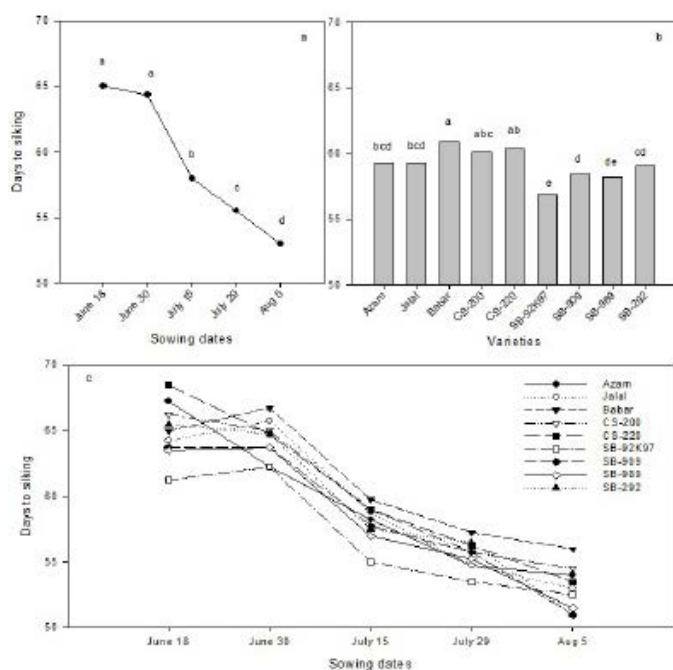 70
65
60
55
50
Days to silking
a
a
a
b
c
d
June 30
July 15
July 29
Aug 5
Sowing dates
70
65
60
55
50
b
bcd
bcd
a
abc
ab
e
d
de
cd
Azam
Jalal
Babar
CS-200
CS-220
SB-92K97
SB-909
SB-989
SB-292
Varieties
70
65
60
55
50
Days to silking
c
Azam
Jalal
Babar
CS-200
CS-220
SB-92K97
SB-909
SB-989
SB-292
June 30
July 15
July 29
Aug 5
Sowing dates